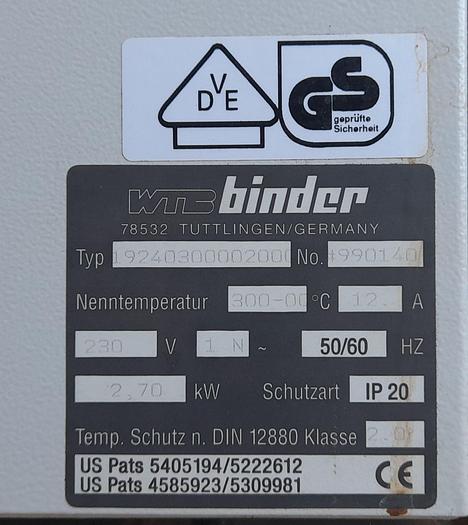 DVE
GS
geprüfte
Sicherheit
WTB binder
78532 TUTTLINGEN/GERMANY
Typ 19240300002000 No. #990140
Nenntemperatur 300-00 °C 12. A
230 V 1 N ~ 50/60 HZ
2,70 kW Schutzart IP 20
Temp. Schutz n. DIN 12880 Klasse 2.0
US Pats 5405194/5222612
US Pats 4585923/5309981 CE